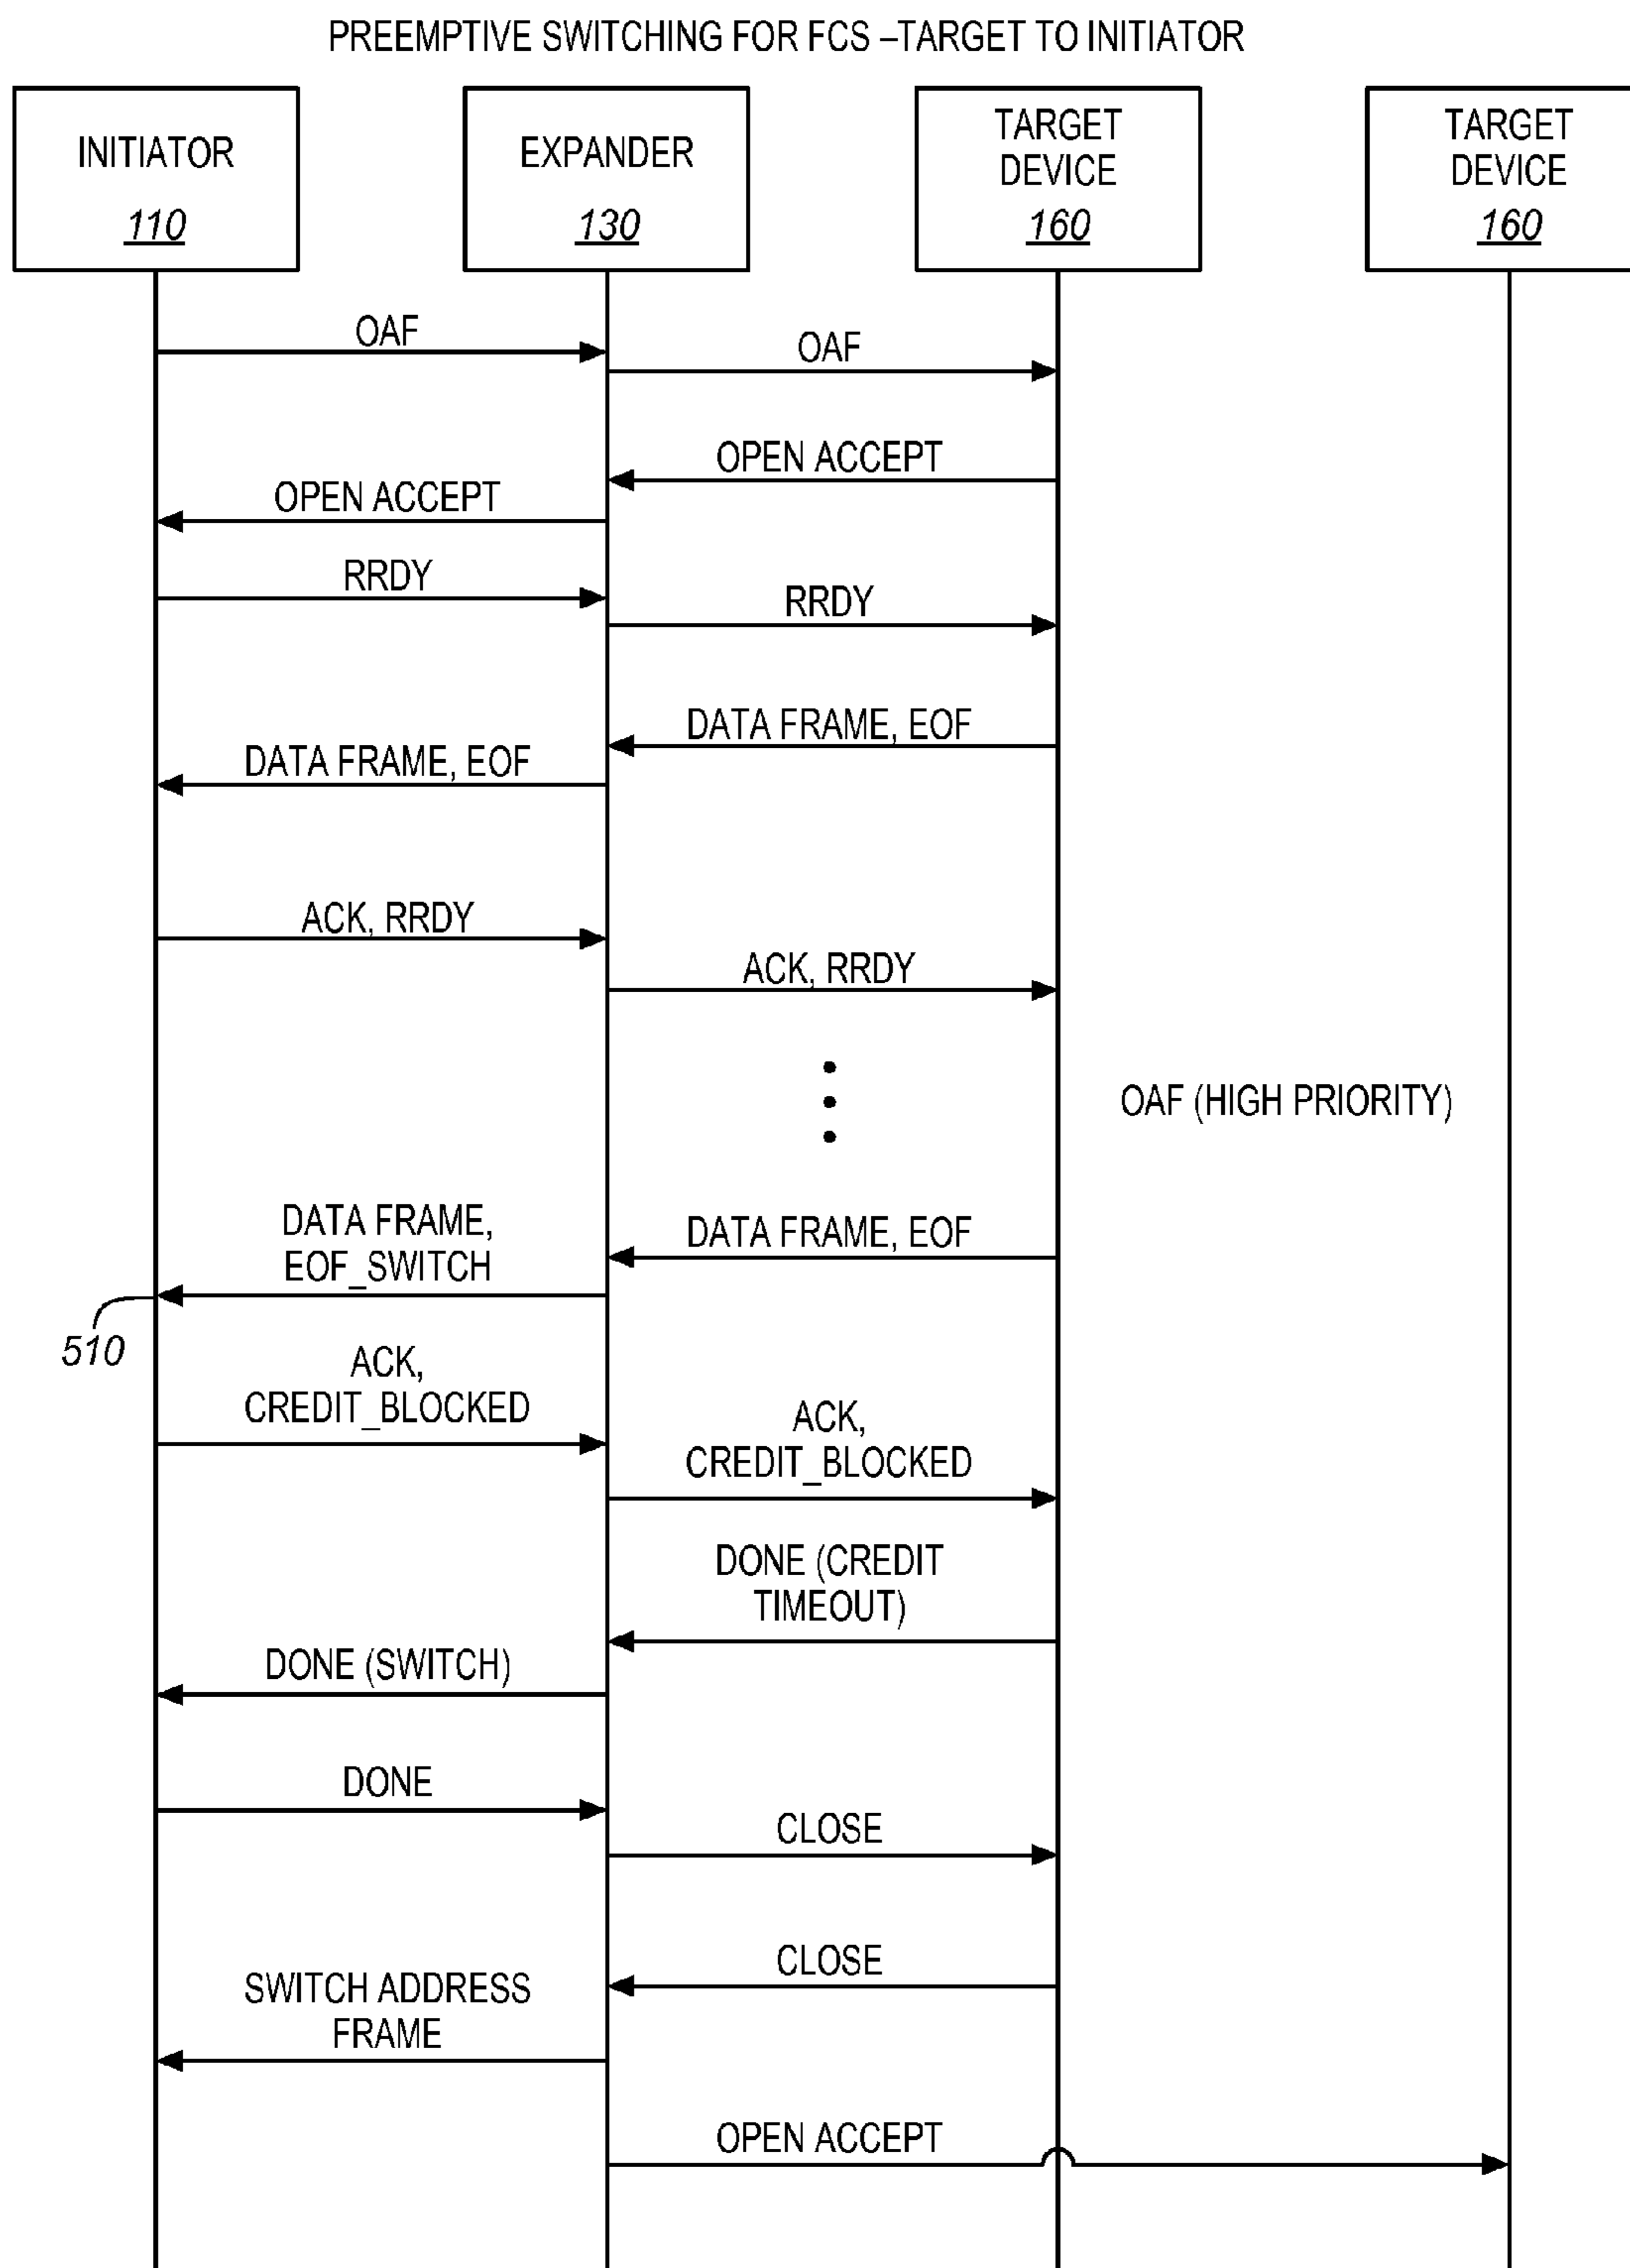 PREEMPTIVE SWITCHING FOR FCS –TARGET TO INITIATOR
INITIATOR
110
EXPANDER
130
TARGET
DEVICE
160
TARGET
DEVICE
160
OAF
OAF
OPEN ACCEPT
OPEN ACCEPT
RRDY
RRDY
DATA FRAME, EOF
DATA FRAME, EOF
ACK, RRDY
ACK, RRDY
OAF (HIGH PRIORITY)
DATA FRAME,
EOF_SWITCH
DATA FRAME, EOF
510
ACK,
CREDIT_BLOCKED
ACK,
CREDIT_BLOCKED
DONE (CREDIT
TIMEOUT)
DONE (SWITCH)
DONE
CLOSE
CLOSE
SWITCH ADDRESS
FRAME
OPEN ACCEPT